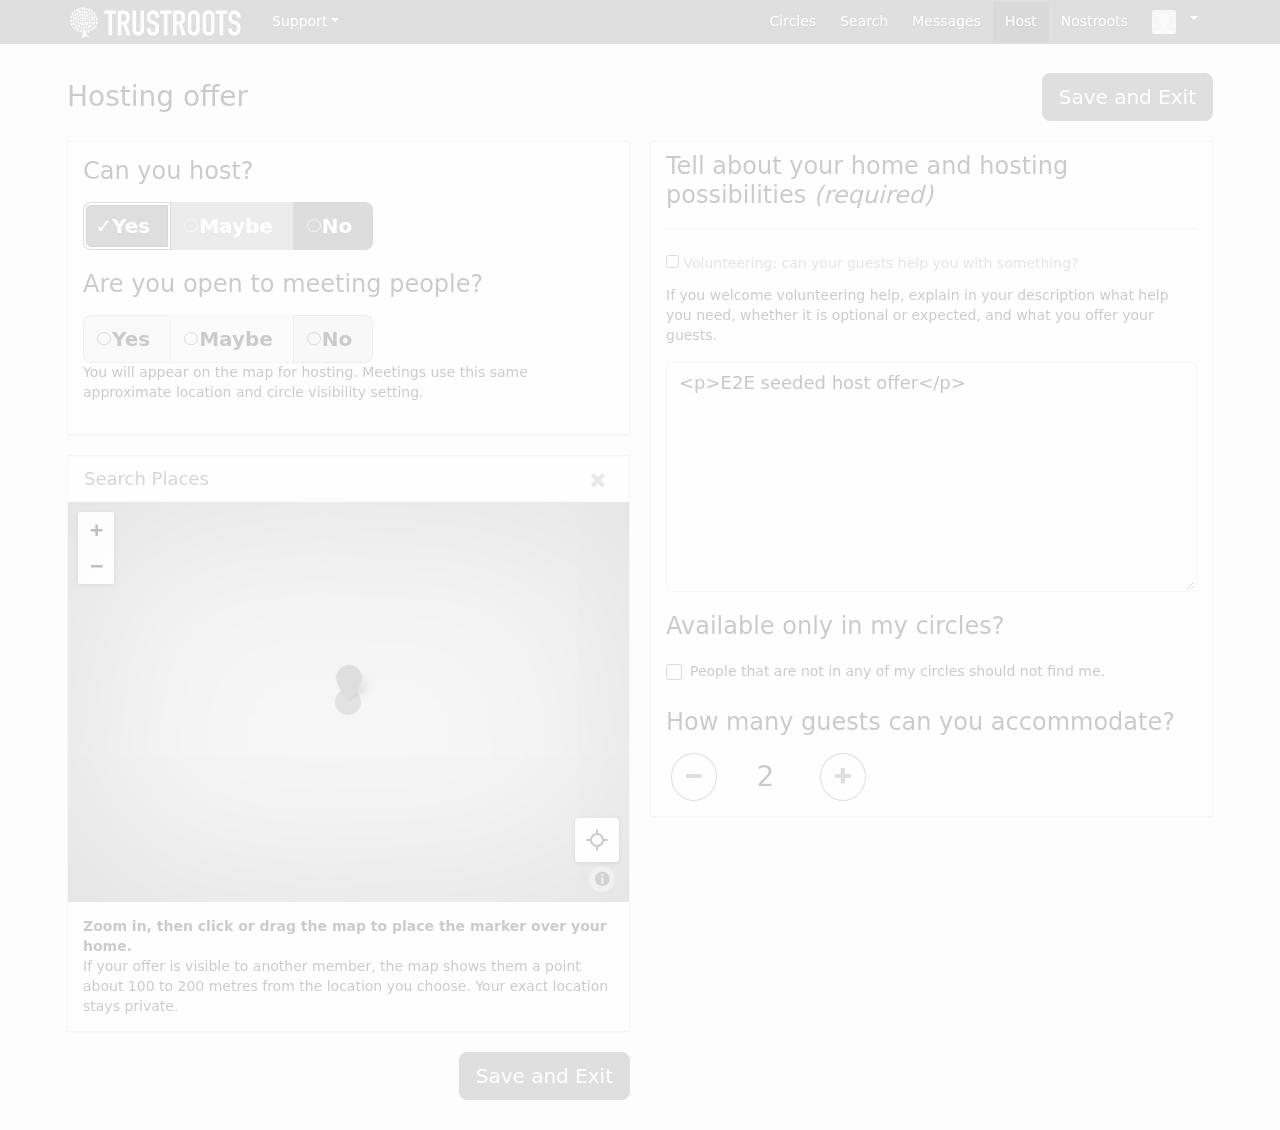 TRUSTROOTS
Support
Circles
Search
Messages
Host
Nostroots
Hosting offer
Save and Exit
Can you host?
✓Yes
Maybe
No
Are you open to meeting people?
Yes
Maybe
No
You will appear on the map for hosting. Meetings use this same
approximate location and circle visibility setting.
Search Places
+
−
Zoom in, then click or drag the map to place the marker over your
home.
If your offer is visible to another member, the map shows them a point
about 100 to 200 metres from the location you choose. Your exact location
stays private.
Save and Exit
Tell about your home and hosting
possibilities (required)
Volunteering: can your guests help you with something?
If you welcome volunteering help, explain in your description what help
you need, whether it is optional or expected, and what you offer your
guests.
<p>E2E seeded host offer</p>
Available only in my circles?
People that are not in any of my circles should not find me.
How many guests can you accommodate?
2